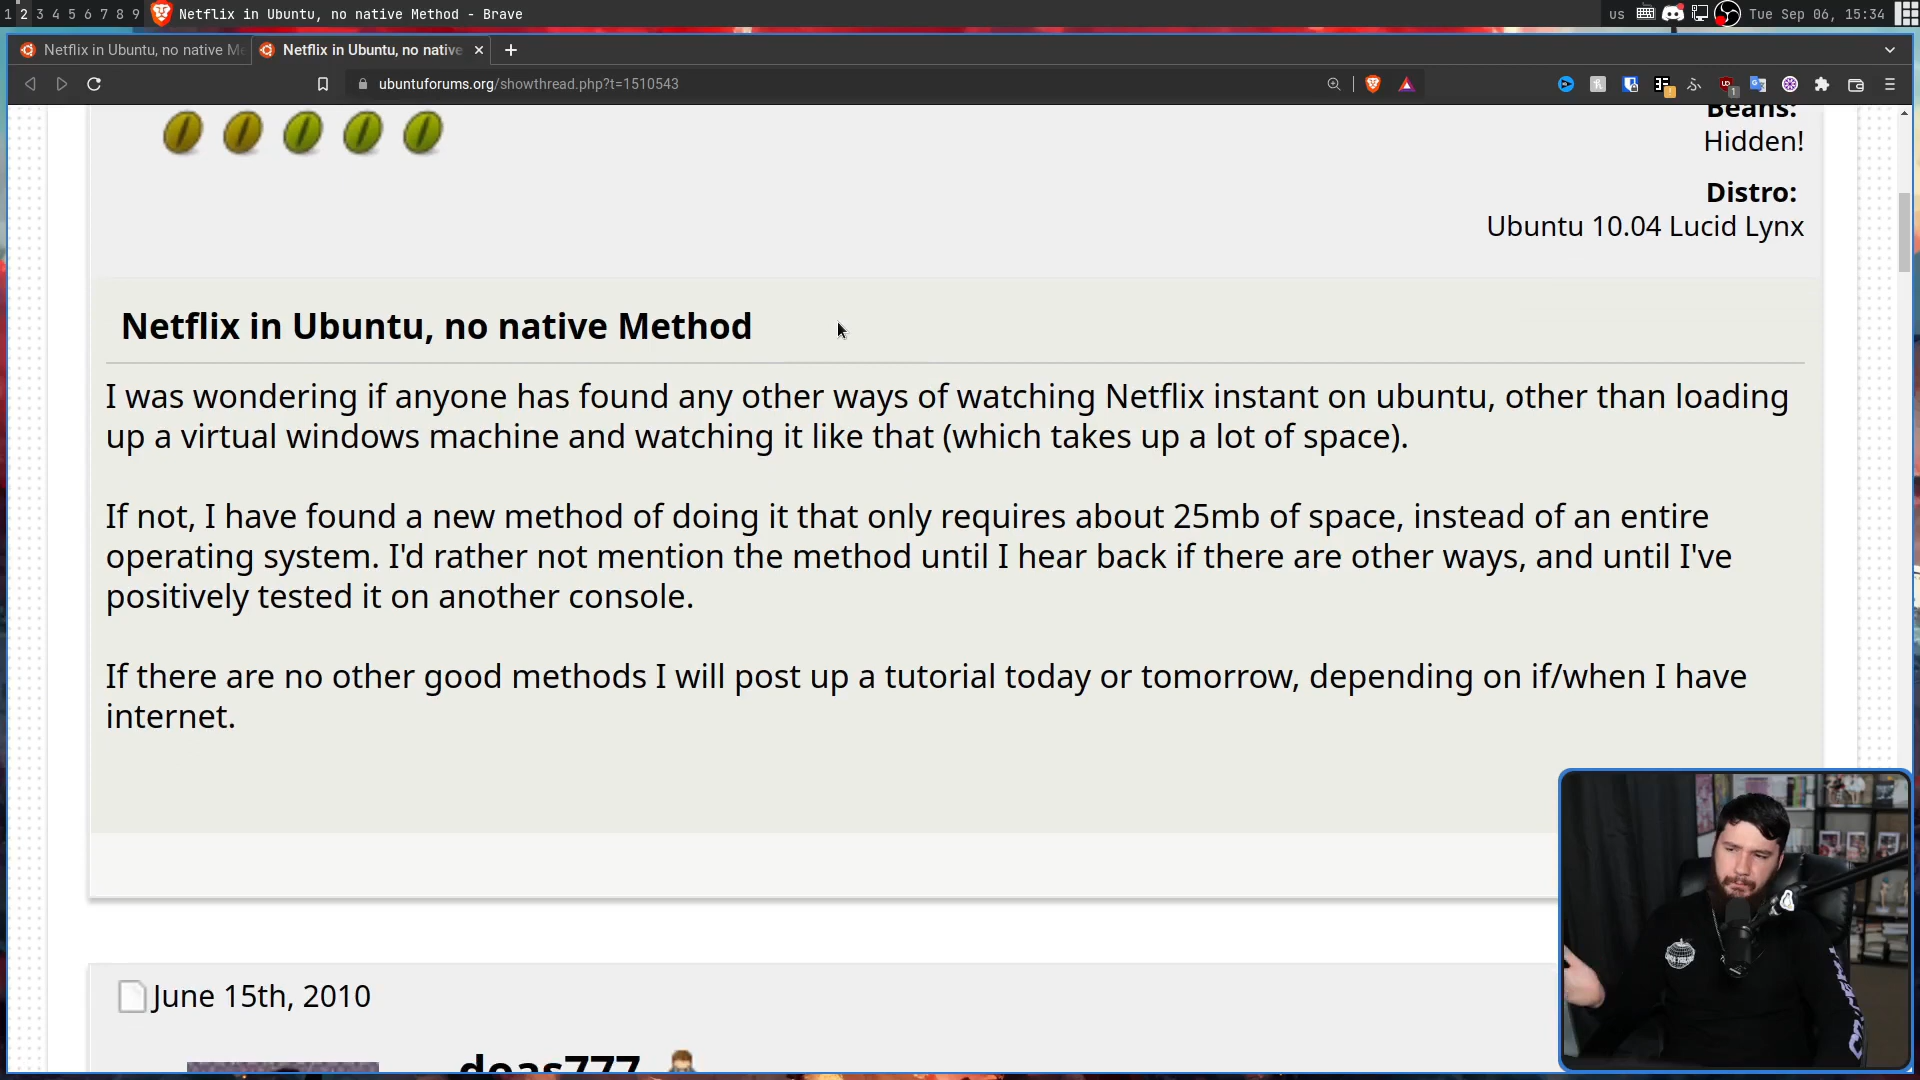 1 2 3 4 5 6 7 8 9 Netflix in Ubuntu, no native Method - Brave us Tue Sep 06, 15:34
Netflix in Ubuntu, no native Me Netflix in Ubuntu, no native
ubuntuforums.org/showthread.php?t=1510543
Beans:
Hidden!
Distro:
Ubuntu 10.04 Lucid Lynx
Netflix in Ubuntu, no native Method
I was wondering if anyone has found any other ways of watching Netflix instant on ubuntu, other than loading
up a virtual windows machine and watching it like that (which takes up a lot of space).
If not, I have found a new method of doing it that only requires about 25mb of space, instead of an entire
operating system. I'd rather not mention the method until I hear back if there are other ways, and until I've
positively tested it on another console.
If there are no other good methods I will post up a tutorial today or tomorrow, depending on if/when I have
internet.
June 15th, 2010
doas777